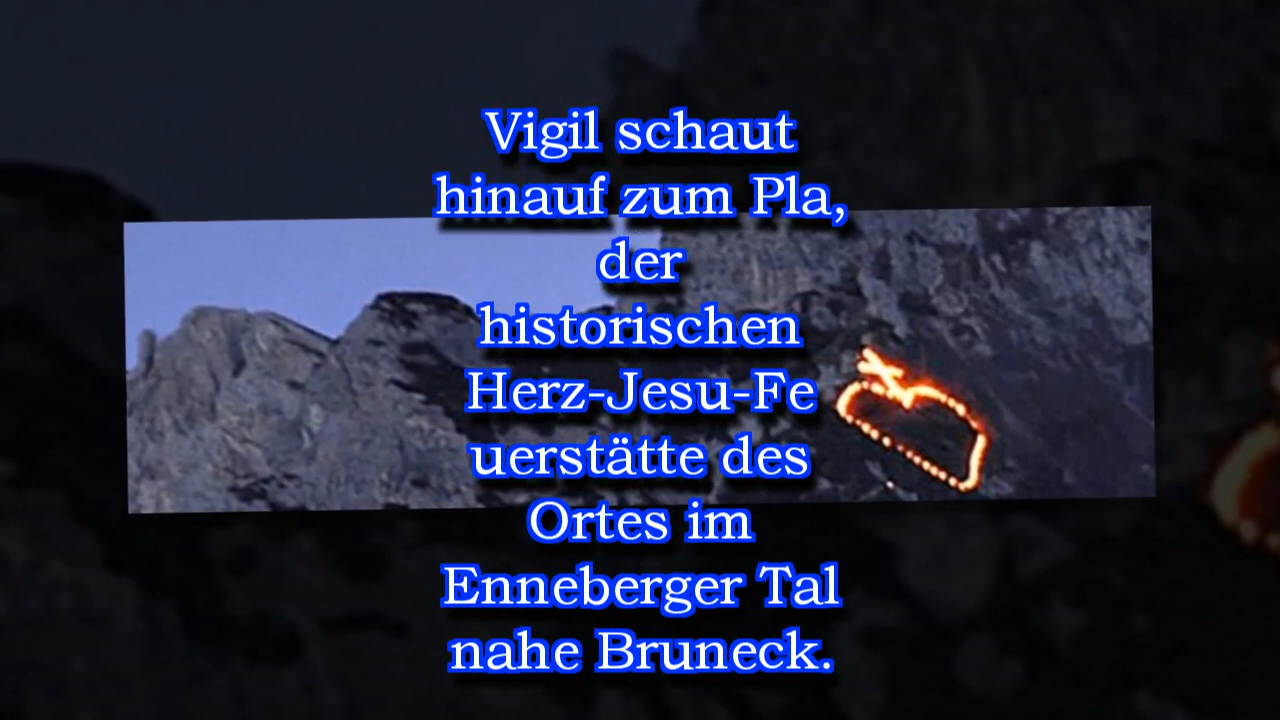 Vigil schaut
hinauf zum Pla,
der
historischen
Herz-Jesu-Fe
uerstätte des
Ortes im
Enneberger Tal
nahe Bruneck.